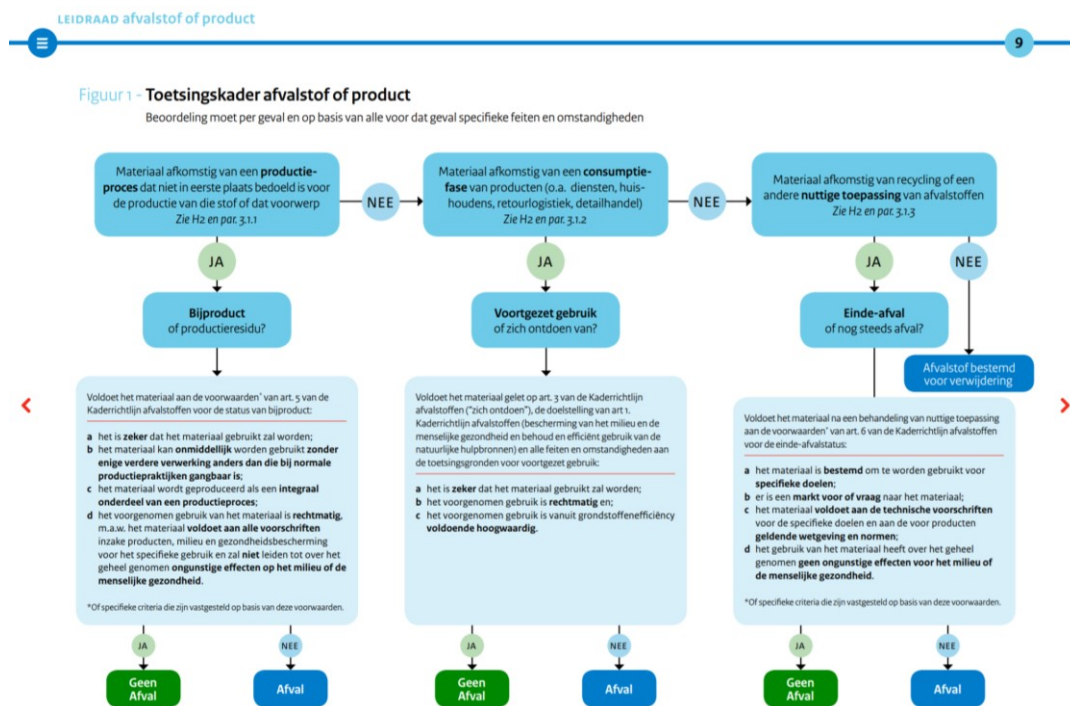 LEIDRAAD afvalstof of product
9
Figuur 1 - Toetsingskader afvalstof of product
Beoordeling moet per geval en op basis van alle voor dat geval specifieke feiten en omstandigheden
Materiaal afkomstig van een productie-
proces dat niet in eerste plaats bedoeld is voor
de productie van die stof of dat voorwerp
Zie H2 en par. 3.1.1
NEE
Materiaal afkomstig van een consumptie-
fase van producten (o.a. diensten, huis-
houdens, retourlogistiek, detailhandel)
Zie H2 en par. 3.1.2
NEE
Materiaal afkomstig van recycling of een
andere nuttige toepassing van afvalstoffen
Zie H2 en par. 3.1.3
JA
JA
JA
NEE
Bijproduct
of productieresidu?
Voortgezet gebruik
of zich ontdoen van?
Einde-afval
of nog steeds afval?
Afvalstof bestemd
voor verwijdering
Voldoet het materiaal aan de voorwaarden* van art. 5 van de
Kaderrichtlijn afvalstoffen voor de status van bijproduct:
a het is zeker dat het materiaal gebruikt zal worden;
b het materiaal kan onmiddellijk worden gebruikt zonder
enige verdere verwerking anders dan die bij normale
productiepraktijken gangbaar is;
c het materiaal wordt geproduceerd als een integraal
onderdeel van een productieproces;
d het voorgenomen gebruik van het materiaal is rechtmatig,
m.a.w. het materiaal voldoet aan alle voorschriften
inzake producten, milieu en gezondheidsbescherming
voor het specifieke gebruik en zal niet leiden tot over het
geheel genomen ongunstige effecten op het milieu of de
menselijke gezondheid.
*Of specifieke criteria die zijn vastgesteld op basis van deze voorwaarden.
Voldoet het materiaal gelet op art. 3 van de Kaderrichtlijn
afvalstoffen ("zich ontdoen"), de doelstelling van art 1.
Kaderrichtlijn afvalstoffen (bescherming van het milieu en de
menselijke gezondheid en behoud en efficiënt gebruik van de
natuurlijke hulpbronnen) en alle feiten en omstandigheden aan
de toetsingsgronden voor voortgezet gebruik:
a het is zeker dat het materiaal gebruikt zal worden;
b het voorgenomen gebruik is rechtmatig en;
c het voorgenomen gebruik is vanuit grondstoffenefficiëncy
voldoende hoogwaardig.
Voldoet het materiaal na een behandeling van nuttige toepassing
aan de voorwaarden* van art. 6 van de Kaderrichtlijn afvalstoffen
voor de einde-afvalstatus:
a het materiaal is bestemd om te worden gebruikt voor
specifieke doelen;
b er is een markt voor of vraag naar het materiaal;
c het materiaal voldoet aan de technische voorschriften
voor de specifieke doelen en aan de voor producten
geldende wetgeving en normen;
d het gebruik van het materiaal heeft over het geheel
genomen geen ongunstige effecten voor het milieu of
de menselijke gezondheid.
*Of specifieke criteria die zijn vastgesteld op basis van deze voorwaarden.
JA
NEE
JA
NEE
JA
NEE
Geen
Afval
Afval
Geen
Afval
Afval
Geen
Afval
Afval